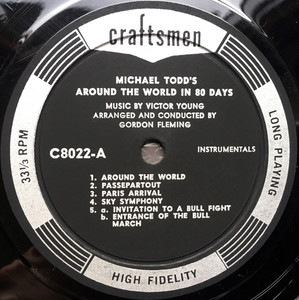 craftsmen
MICHAEL TODD'S
AROUND THE WORLD IN 80 DAYS
MUSIC BY VICTOR YOUNG
ARRANGED AND CONDUCTED BY
GORDON FLEMING
C8022-A
INSTRUMENTALS
33⅓ RPM
LONG PLAYING
1. AROUND THE WORLD
2. PASSEPARTOUT
3. PARIS ARRIVAL
4. SKY SYMPHONY
5. a. INVITATION TO A BULL FIGHT
b. ENTRANCE OF THE BULL
MARCH
HIGH FIDELITY